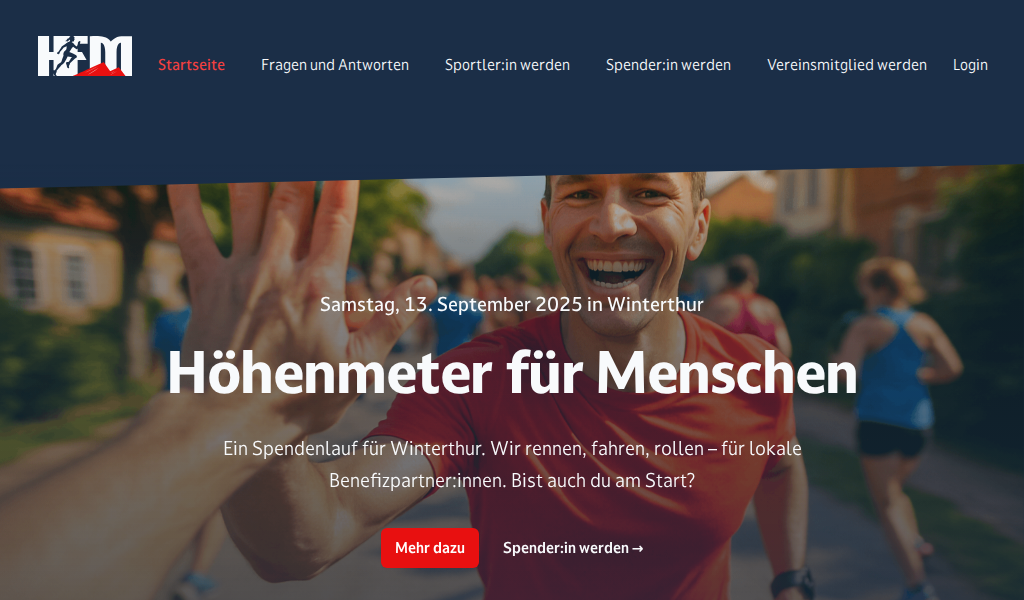 HFM
Startseite
Fragen und Antworten
Sportler:in werden
Spender:in werden
Vereinsmitglied werden
Login
Samstag, 13. September 2025 in Winterthur
Höhenmeter für Menschen
Ein Spendenlauf für Winterthur. Wir rennen, fahren, rollen – für lokale
Benefizpartner:innen. Bist auch du am Start?
Mehr dazu
Spender:in werden →